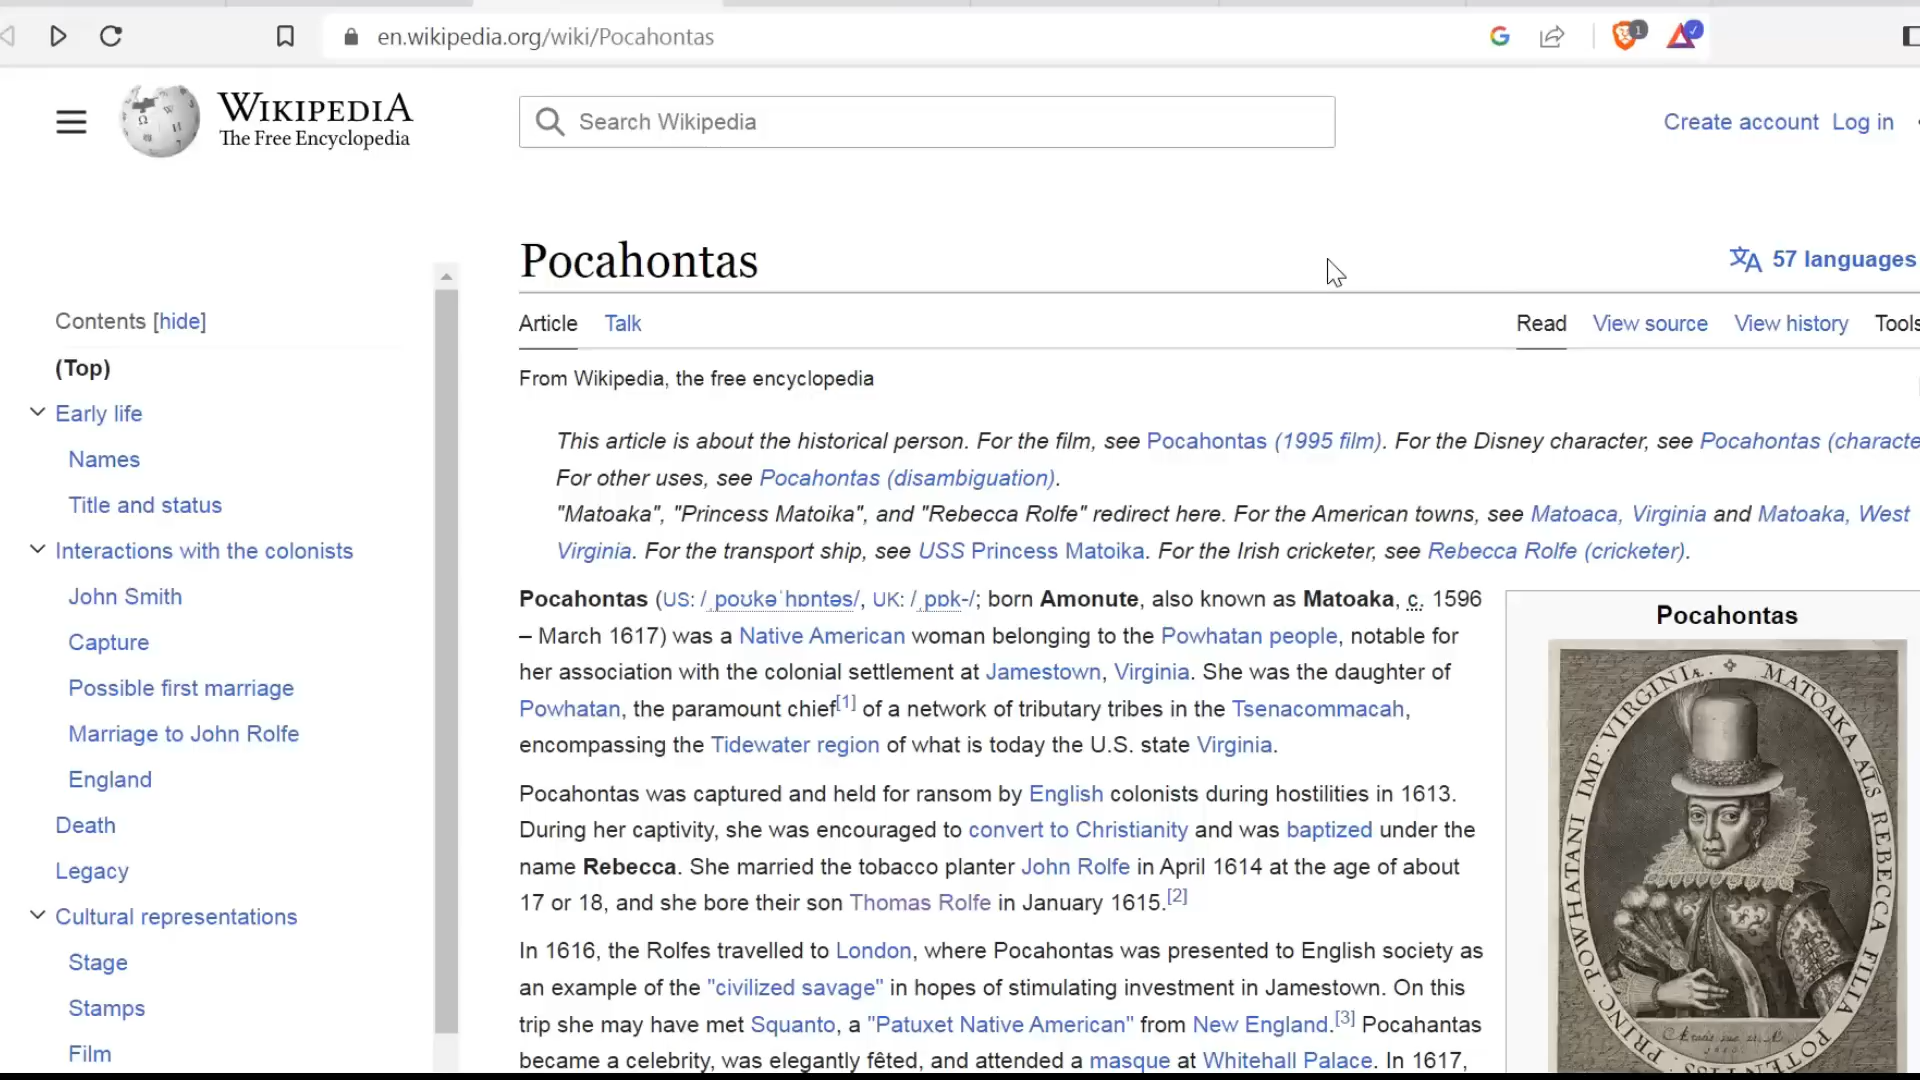 en.wikipedia.org/wiki/Pocahontas
G
1
WIKIPEDIA
The Free Encyclopedia
Search Wikipedia
Create account Log in
Pocahontas
57 languages
Contents [hide]
(Top)
Early life
Names
Title and status
Interactions with the colonists
John Smith
Capture
Possible first marriage
Marriage to John Rolfe
England
Death
Legacy
Cultural representations
Stage
Stamps
Film
Article Talk
Read View source View history Tools
From Wikipedia, the free encyclopedia
This article is about the historical person. For the film, see Pocahontas (1995 film). For the Disney character, see Pocahontas (characte
For other uses, see Pocahontas (disambiguation).
"Matoaka", "Princess Matoika", and "Rebecca Rolfe" redirect here. For the American towns, see Matoaca, Virginia and Matoaka, West
Virginia. For the transport ship, see USS Princess Matoika. For the Irish cricketer, see Rebecca Rolfe (cricketer).
Pocahontas (US: /ˌpoʊkəˈhɒntəs/, UK: /ˌpɒk-/; born Amonute, also known as Matoaka, c. 1596
– March 1617) was a Native American woman belonging to the Powhatan people, notable for
her association with the colonial settlement at Jamestown, Virginia. She was the daughter of
Powhatan, the paramount chief[1] of a network of tributary tribes in the Tsenacommacah,
encompassing the Tidewater region of what is today the U.S. state Virginia.
Pocahontas was captured and held for ransom by English colonists during hostilities in 1613.
During her captivity, she was encouraged to convert to Christianity and was baptized under the
name Rebecca. She married the tobacco planter John Rolfe in April 1614 at the age of about
17 or 18, and she bore their son Thomas Rolfe in January 1615.[2]
In 1616, the Rolfes travelled to London, where Pocahontas was presented to English society as
an example of the "civilized savage" in hopes of stimulating investment in Jamestown. On this
trip she may have met Squanto, a "Patuxet Native American" from New England.[3] Pocahantas
became a celebrity, was elegantly fêted, and attended a masque at Whitehall Palace. In 1617,
Pocahontas
MATOAKA ALS REBECCA FILIA POTENTISS PRINC: POWHATANI IMP: VIRGINIÆ.